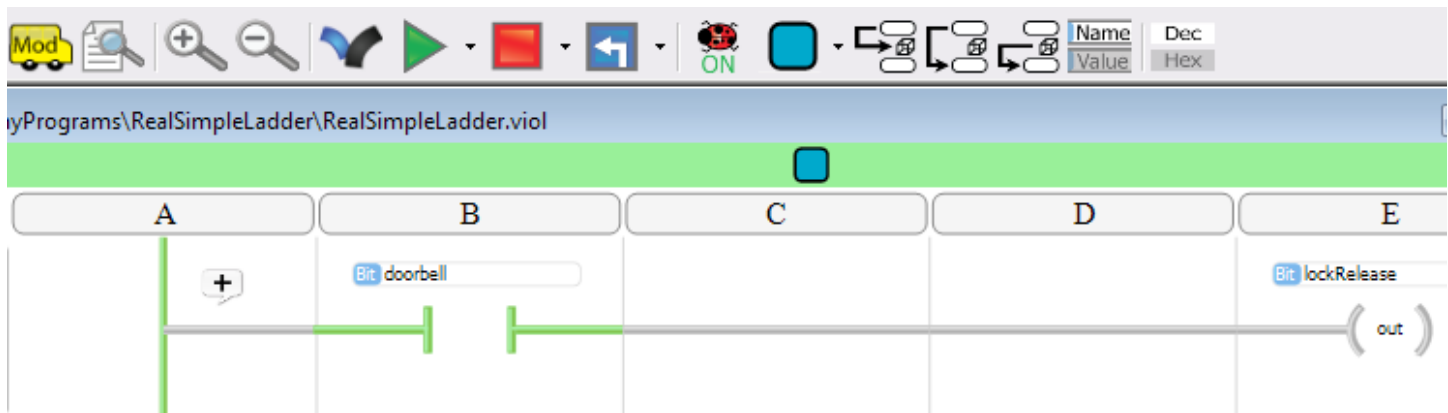 Mod
ON
Name Dec
Value Hex
yPrograms\RealSimpleLadder\RealSimpleLadder.viol
A B C D E
+
Bit doorbell
Bit lockRelease
out